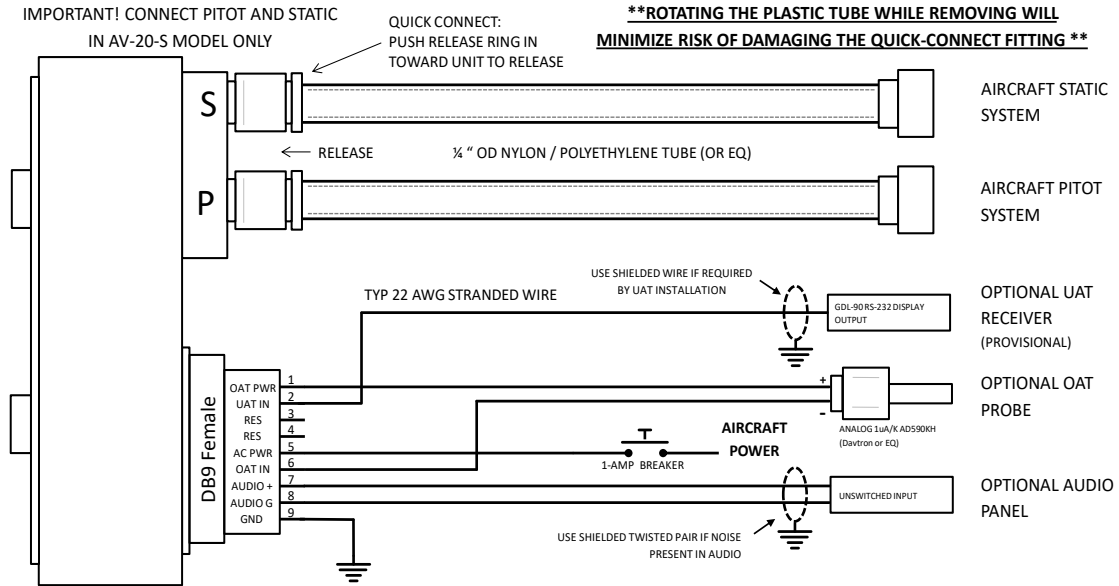 IMPORTANT! CONNECT PITOT AND STATIC
IN AV-20-S MODEL ONLY
QUICK CONNECT:
PUSH RELEASE RING IN
TOWARD UNIT TO RELEASE
**ROTATING THE PLASTIC TUBE WHILE REMOVING WILL
MINIMIZE RISK OF DAMAGING THE QUICK-CONNECT FITTING **
S
AIRCRAFT STATIC
SYSTEM
RELEASE
¼ “ OD NYLON / POLYETHYLENE TUBE (OR EQ)
P
AIRCRAFT PITOT
SYSTEM
TYP 22 AWG STRANDED WIRE
USE SHIELDED WIRE IF REQUIRED
BY UAT INSTALLATION
GDL-90 RS-232 DISPLAY
OUTPUT
OPTIONAL UAT
RECEIVER
(PROVISIONAL)
DB9 Female
OAT PWR 1
UAT IN 2
RES 3
RES 4
AC PWR 5
OAT IN 6
AUDIO + 7
AUDIO G 8
GND 9
+
-
ANALOG 1uA/K AD590KH
(Davtron or EQ)
OPTIONAL OAT
PROBE
1-AMP BREAKER
AIRCRAFT
POWER
UNSWITCHED INPUT
OPTIONAL AUDIO
PANEL
USE SHIELDED TWISTED PAIR IF NOISE
PRESENT IN AUDIO